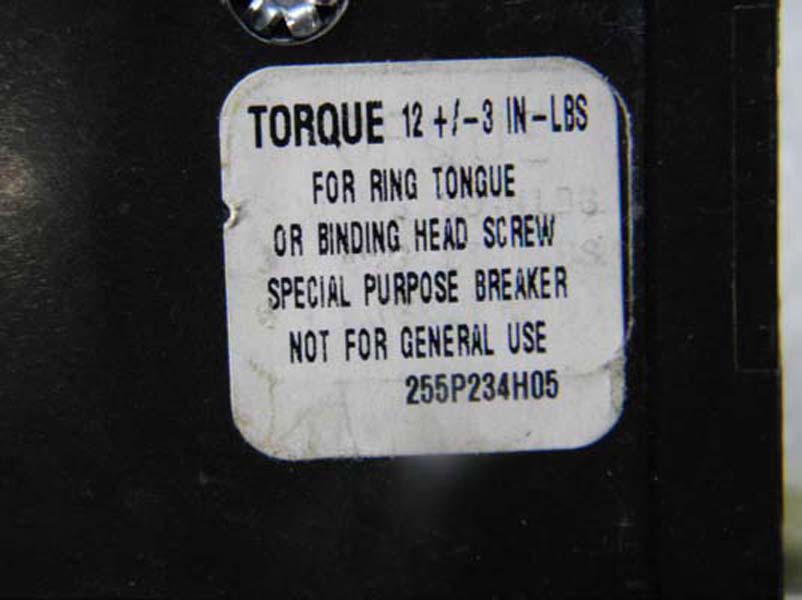 TORQUE 12 +/-3 IN-LBS
FOR RING TONGUE
OR BINDING HEAD SCREW
SPECIAL PURPOSE BREAKER
NOT FOR GENERAL USE
255P234H05